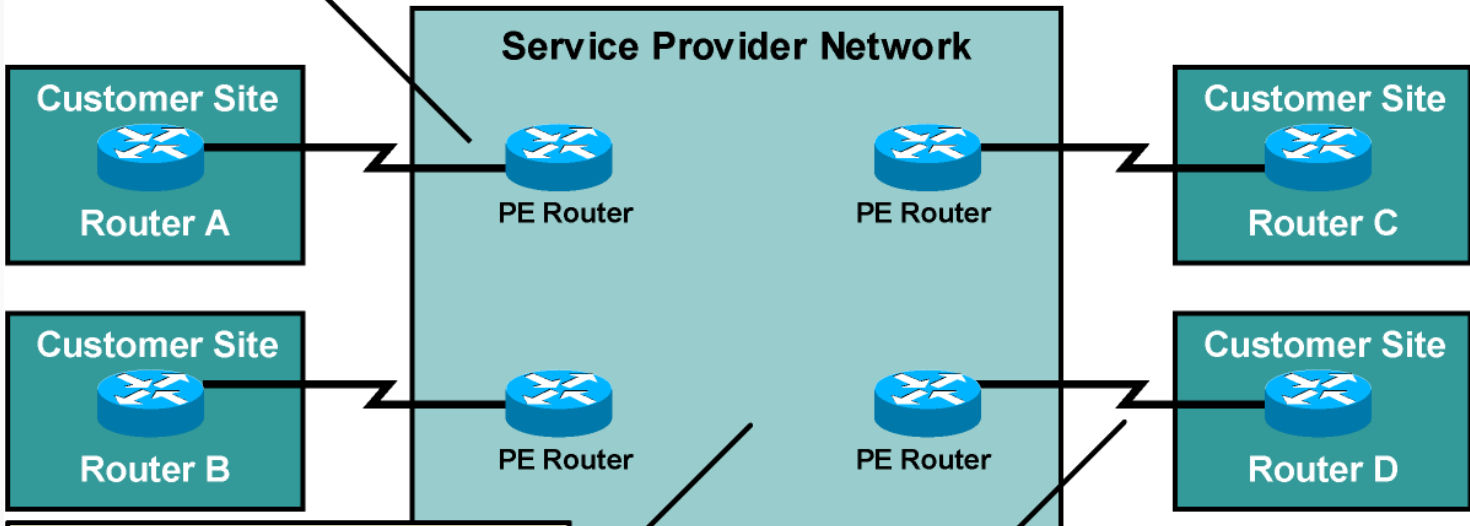 Service Provider Network
Customer Site
Router A
PE Router
PE Router
Customer Site
Router C
Customer Site
Router B
PE Router
PE Router
Customer Site
Router D